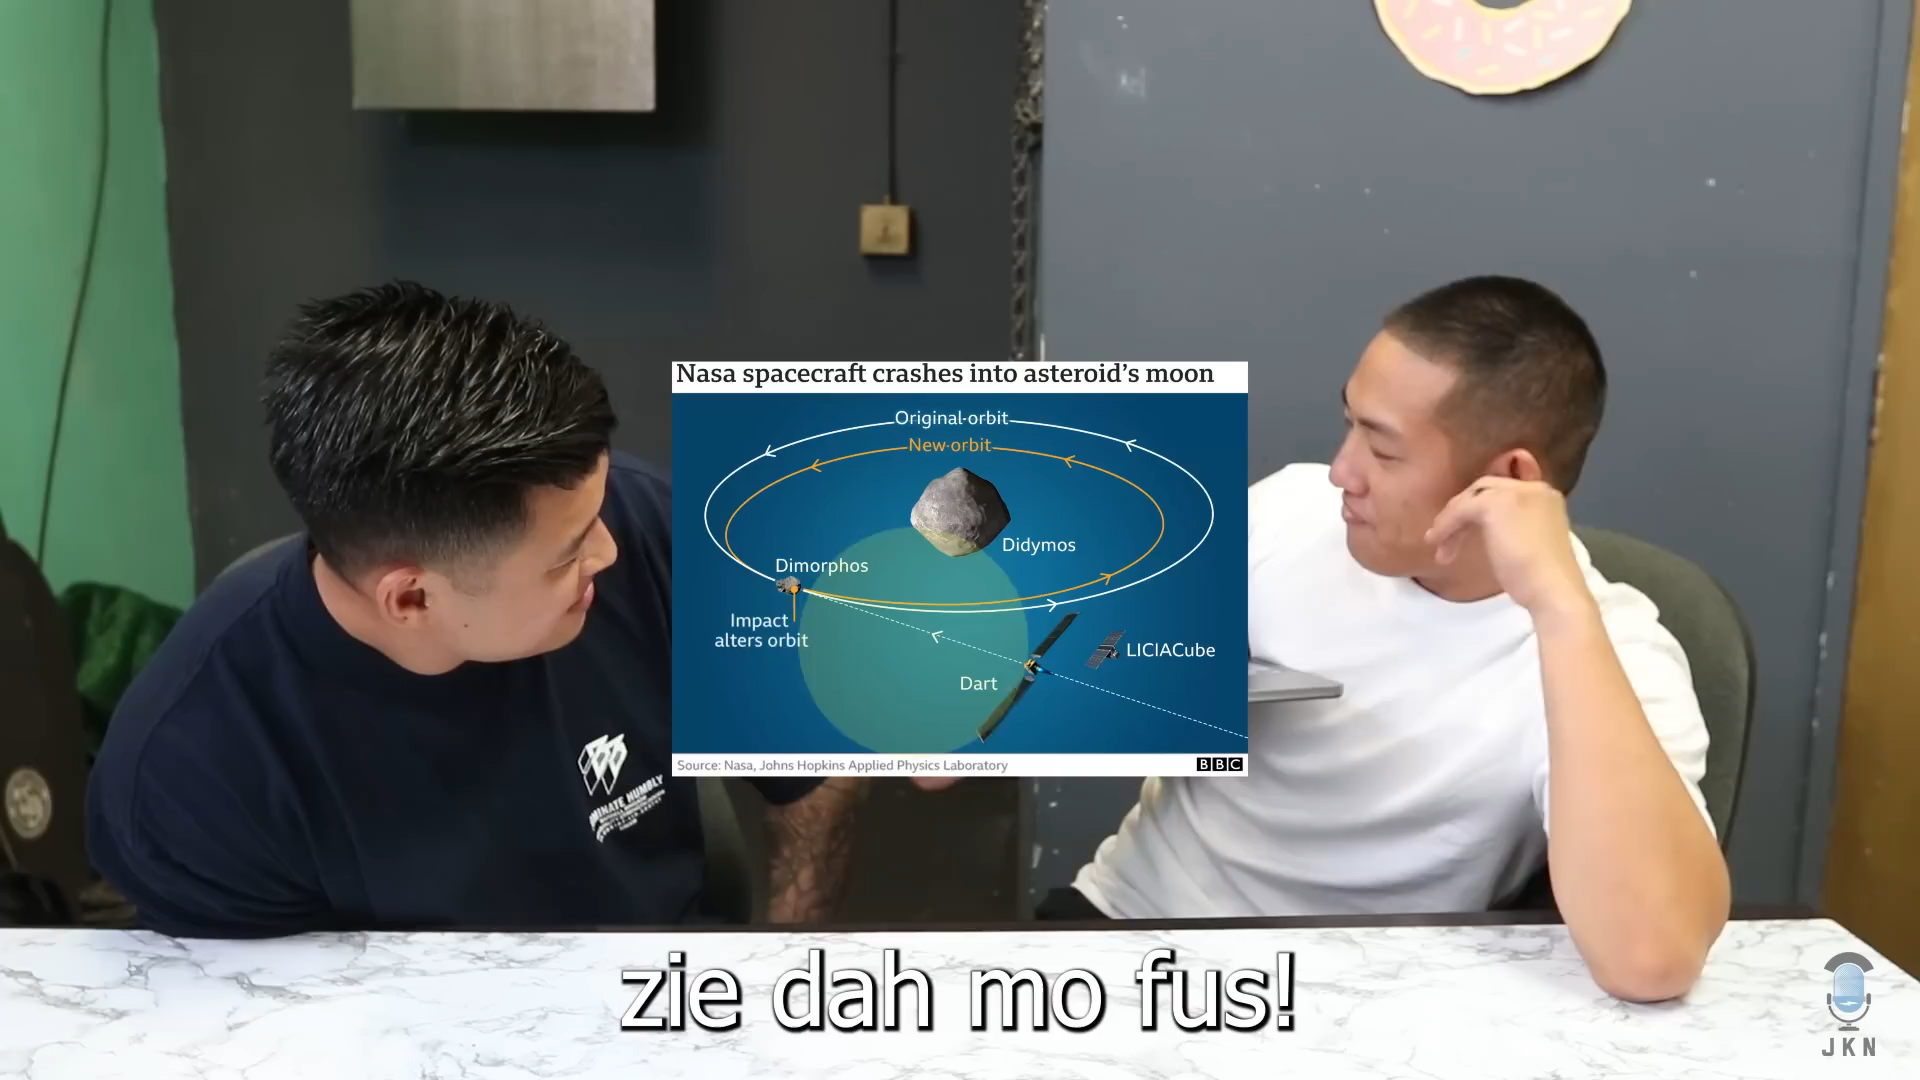 Nasa spacecraft crashes into asteroid's moon
Original orbit
New orbit
Didymos
Dimorphos
Impact
alters orbit
LICIACube
Dart
Source: Nasa, Johns Hopkins Applied Physics Laboratory
BBC
HUMBLY
zie dah mo fus!
JKN